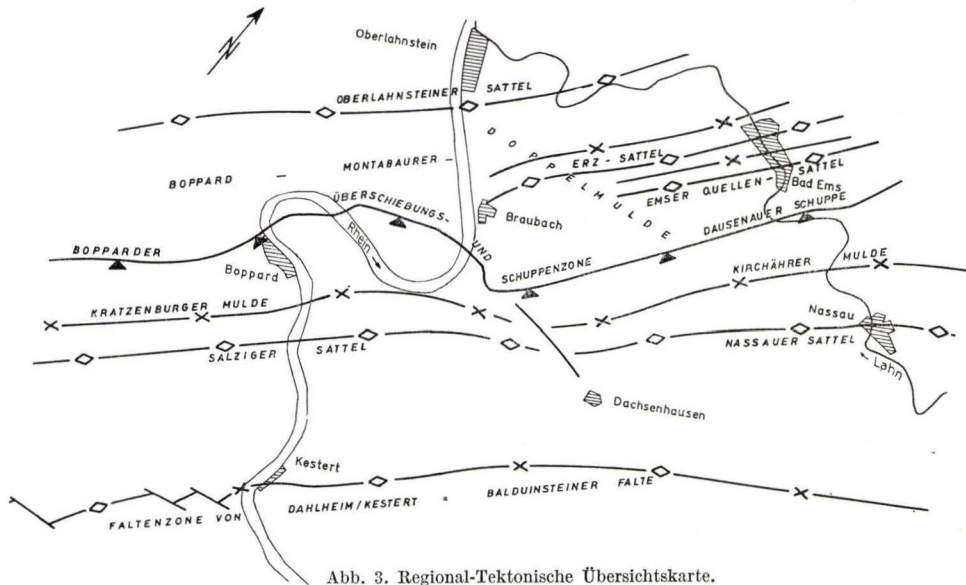 N
Oberlahnstein
OBERLAHNSTEINER SATTEL
BOPPARD – MONTABAURER – DOPPELMULDE
ERZ - SATTEL
EMSER QUELLEN - SATTEL
Bad Ems
BOPPARDER ÜBERSCHIEBUNGS- UND SCHUPPENZONE
DAUSENAUER SCHUPPE
Braubach
Rhein
Boppard
KRATZENBURGER MULDE
KIRCHÄHRER MULDE
Nassau
SALZIGER SATTEL
NASSAUER SATTEL
Lahn
Dachsenhausen
Kestert
FALTENZONE VON DAHLHEIM/KESTERT
BALDUINSTEINER FALTE
Abb. 3. Regional-Tektonische Übersichtskarte.